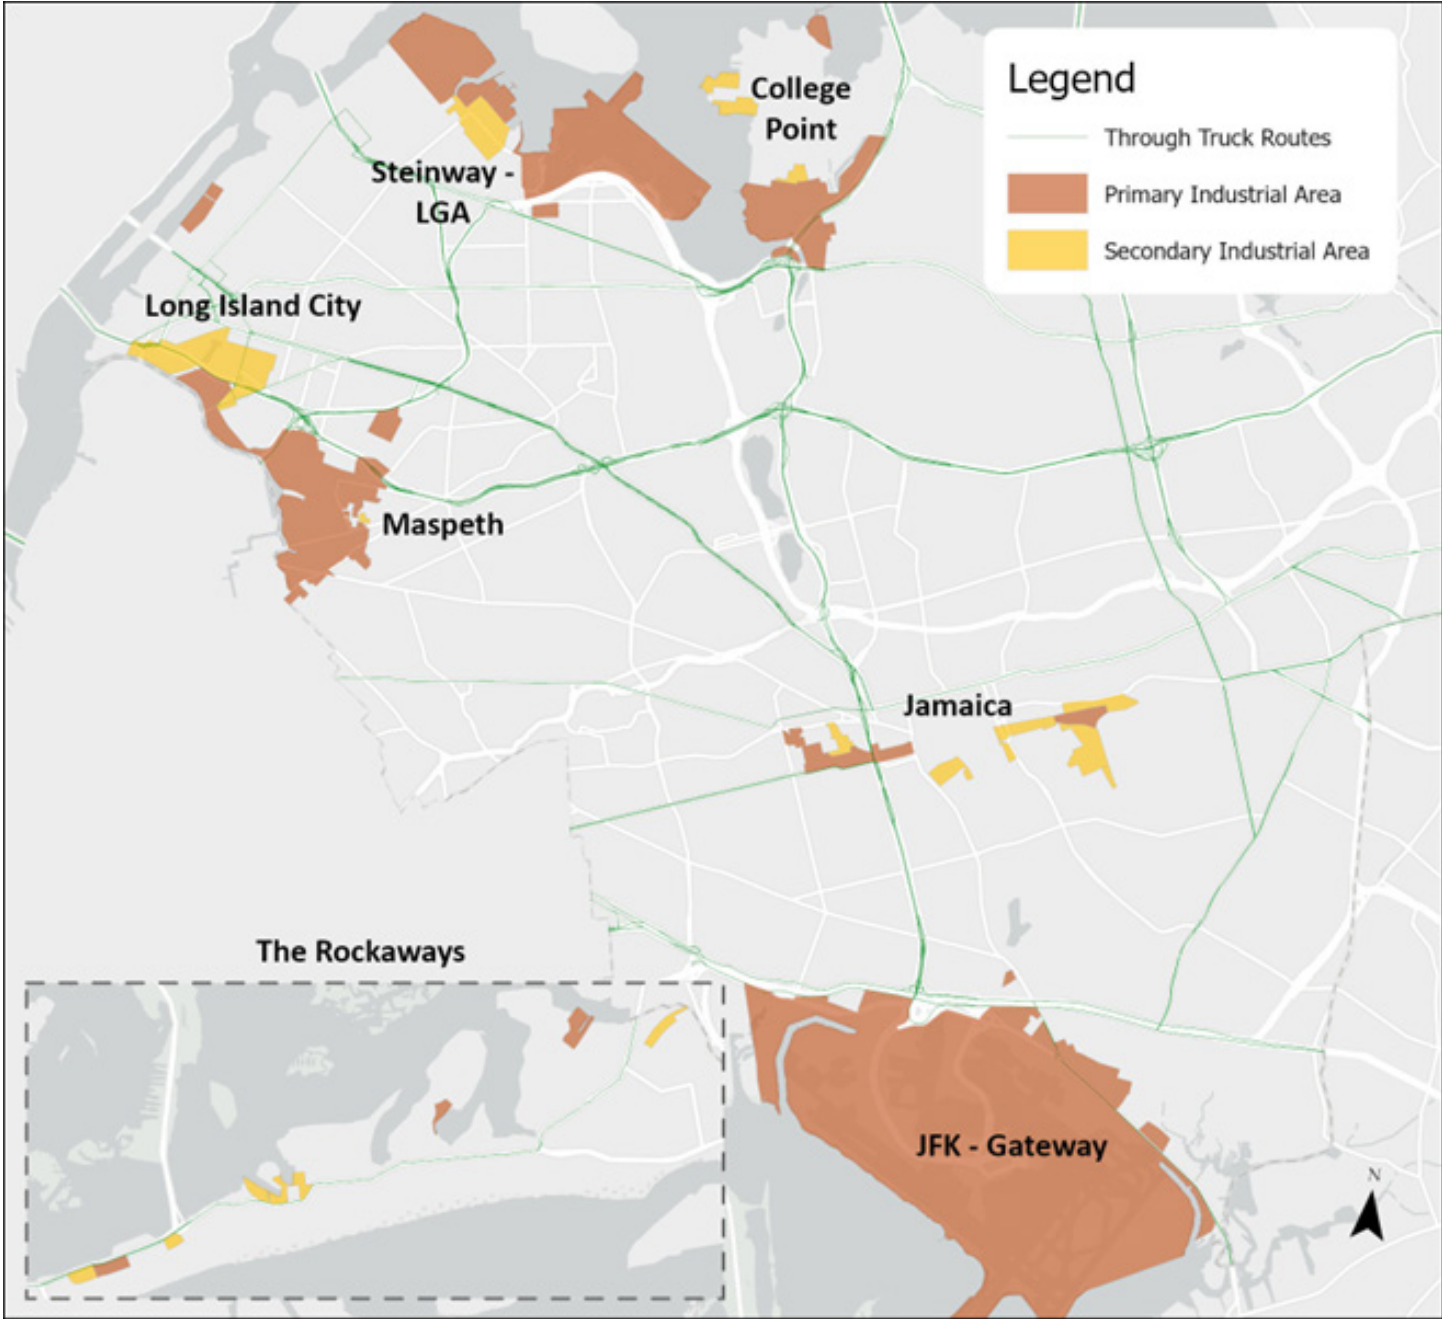 Legend
Through Truck Routes
Primary Industrial Area
Secondary Industrial Area
College
Point
Steinway -
LGA
Long Island City
Maspeth
Jamaica
The Rockaways
JFK - Gateway
N